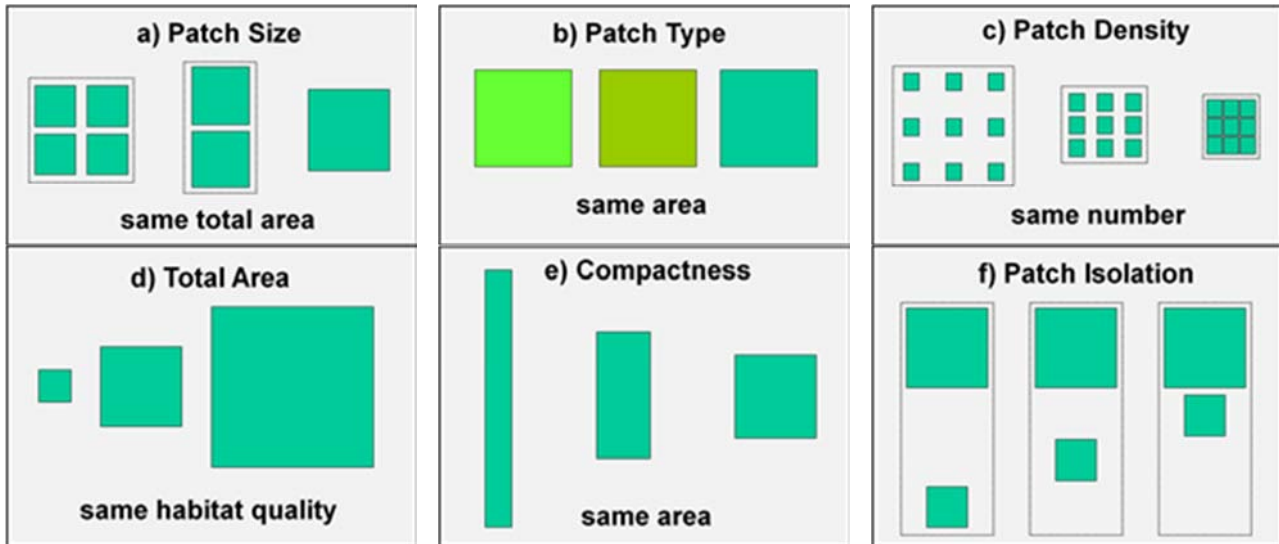 a) Patch Size
same total area
b) Patch Type
same area
c) Patch Density
same number
d) Total Area
same habitat quality
e) Compactness
same area
f) Patch Isolation